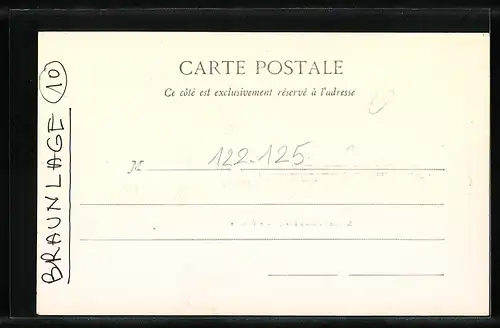 CARTE POSTALE
Ce côté est exclusivement réservé à l'adresse
M
122.125
BRAUNLAGE 10